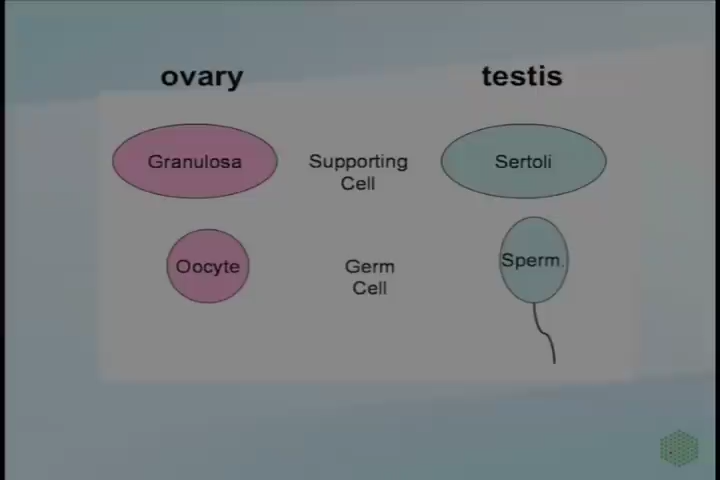 ovary testis
Granulosa Supporting Cell Sertoli
Oocyte Germ Cell Sperm.